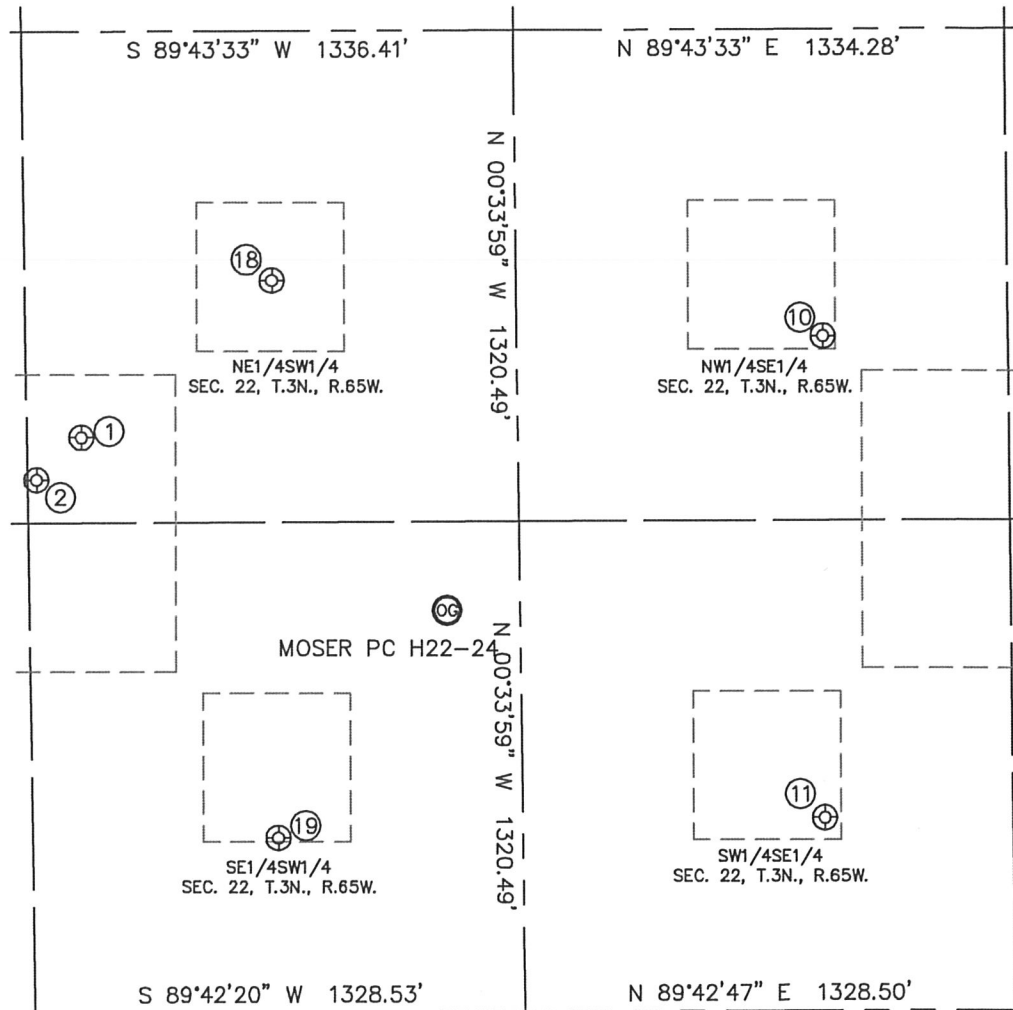 S 89°43'33" W 1336.41'
N 89°43'33" E 1334.28'
N 00°33'59" W 1320.49'
18
10
NE1/4SW1/4
SEC. 22, T.3N., R.65W.
NW1/4SE1/4
SEC. 22, T.3N., R.65W.
1
2
OG
MOSER PC H22-24
N 00°33'59" W 1320.49'
19
11
SE1/4SW1/4
SEC. 22, T.3N., R.65W.
SW1/4SE1/4
SEC. 22, T.3N., R.65W.
S 89°42'20" W 1328.53'
N 89°42'47" E 1328.50'